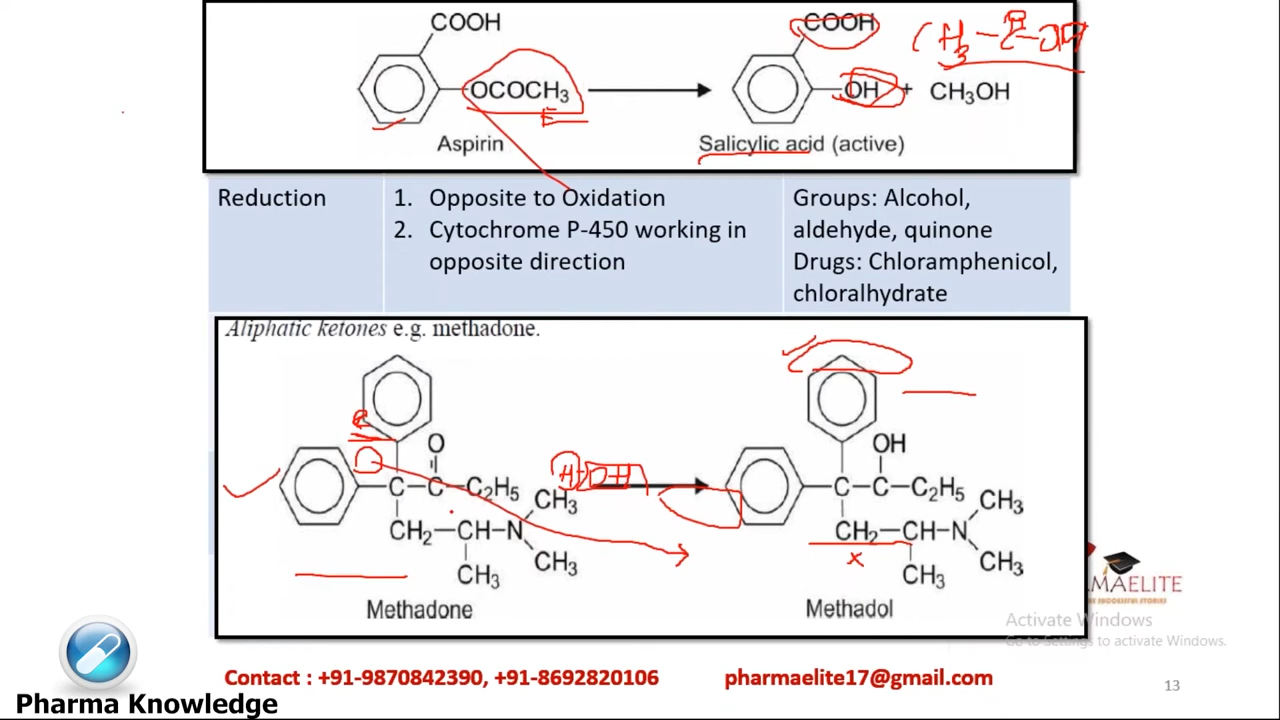 COOH
OCOCH3
Aspirin
COOH
OH + CH3OH
Salicylic acid (active)
Reduction
1. Opposite to Oxidation
2. Cytochrome P-450 working in
opposite direction
Groups: Alcohol,
aldehyde, quinone
Drugs: Chloramphenicol,
chloralhydrate
Aliphatic ketones e.g. methadone.
O
C—C—C2H5
CH2—CH—N
CH3
CH3
CH3
Methadone
OH
C—C—C2H5
CH2—CH—N
CH3
CH3
CH3
Methadol
MAELITE
Activate Windows
Go to Settings to activate Windows.
Contact : +91-9870842390, +91-8692820106
pharmaelite17@gmail.com
13
Pharma Knowledge